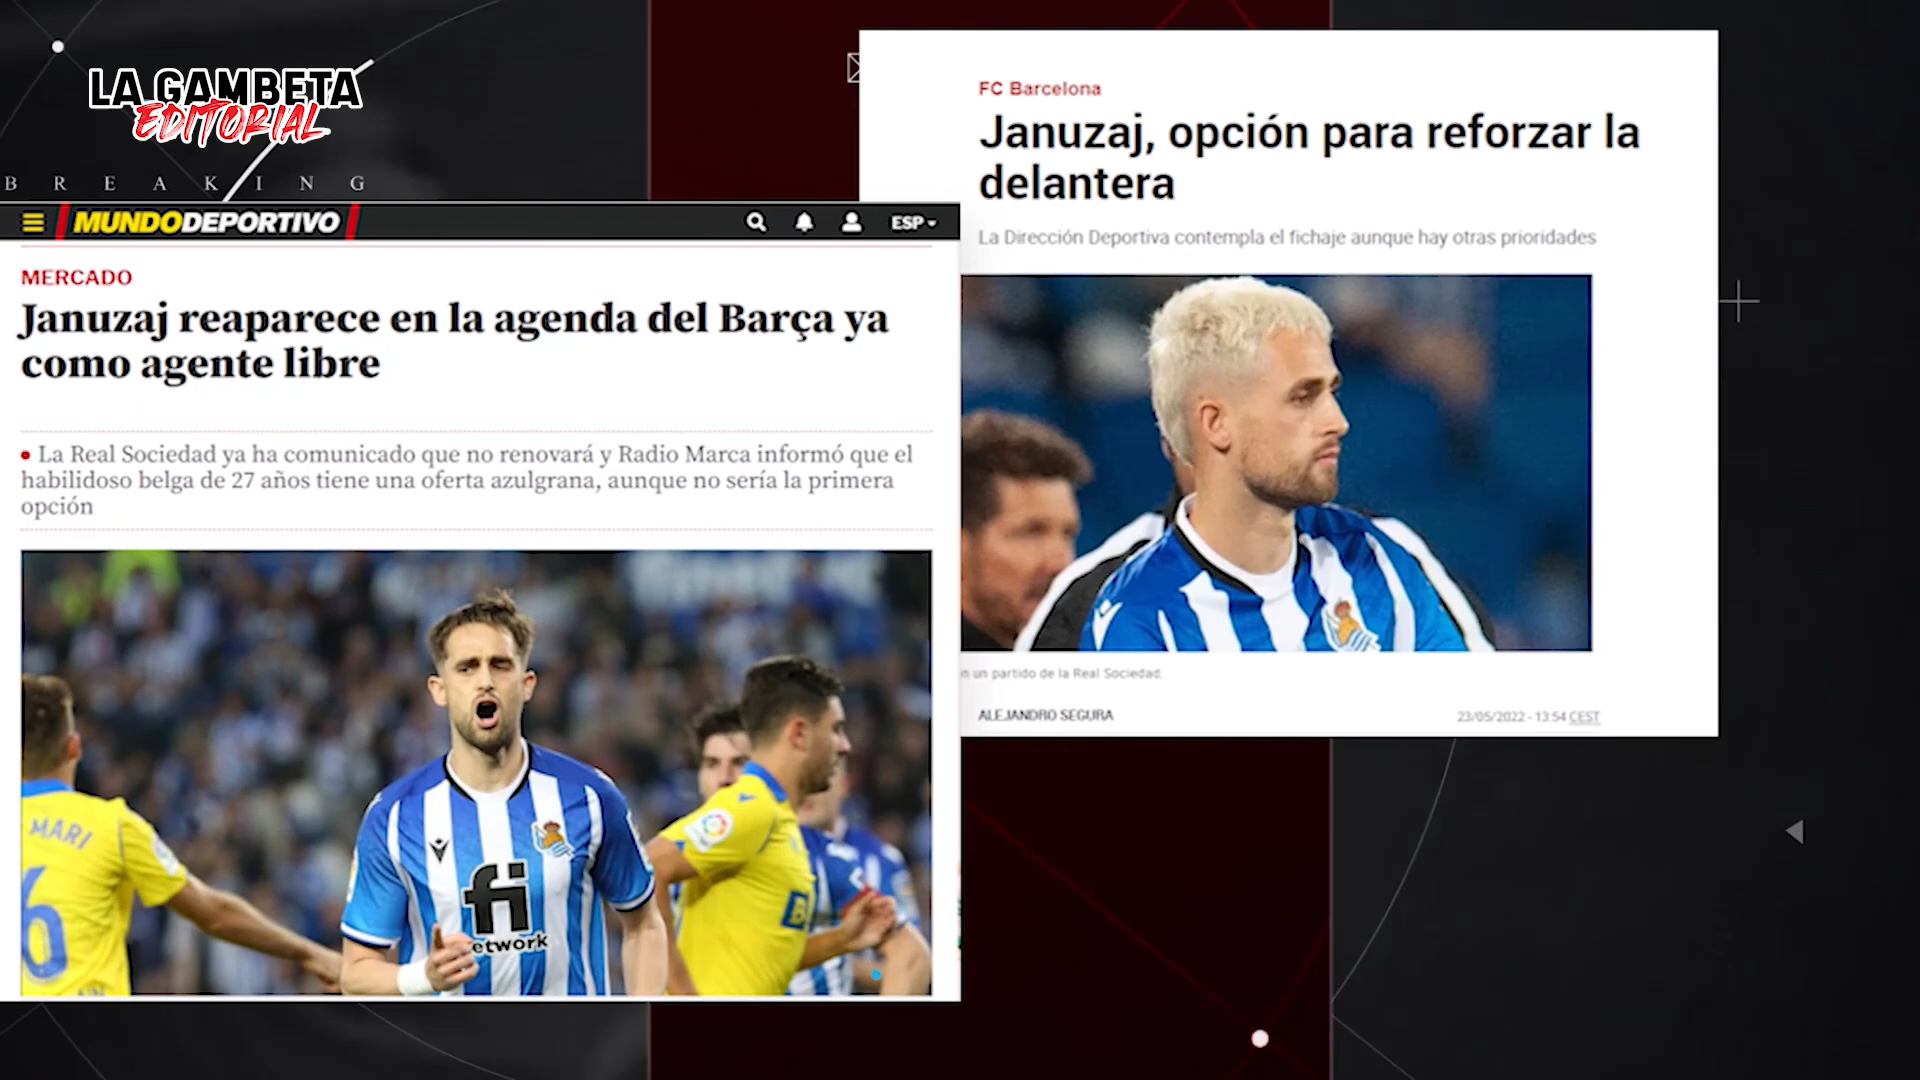 LA GAMBETA
EDITORIAL
BREAKING
MUNDODEPORTIVO
ESP
MERCADO
Januzaj reaparece en la agenda del Barça ya
como agente libre
• La Real Sociedad ya ha comunicado que no renovará y Radio Marca informó que el
habilidoso belga de 27 años tiene una oferta azulgrana, aunque no sería la primera
opción
MARI
6
fi
etwork
B
FC Barcelona
Januzaj, opción para reforzar la
delantera
La Dirección Deportiva contempla el fichaje aunque hay otras prioridades
n un partido de la Real Sociedad.
ALEJANDRO SEGURA
23/05/2022 - 13:54 CEST